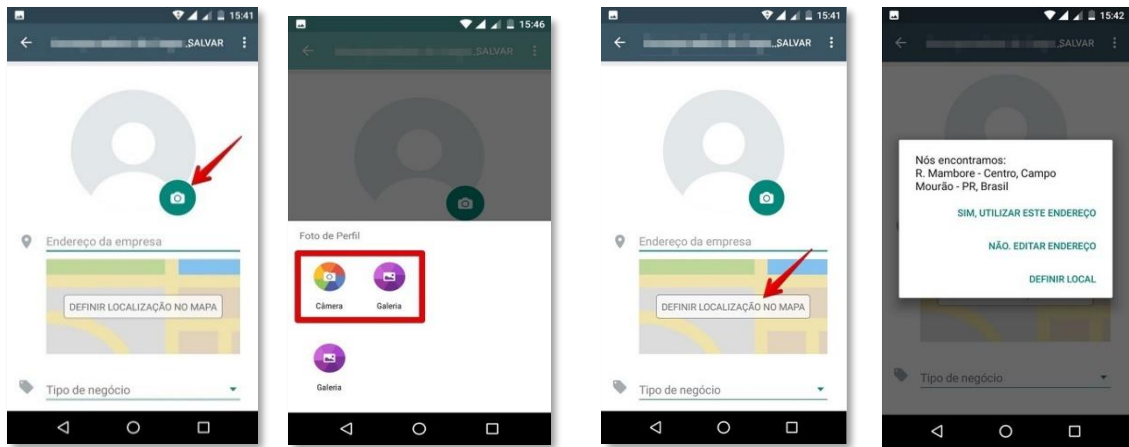 15:41
SALVAR
Endereço da empresa
DEFINIR LOCALIZAÇÃO NO MAPA
Tipo de negócio
15:46
SALVAR
Foto de Perfil
Câmera
Galeria
Galeria
15:41
...SALVAR
Endereço da empresa
DEFINIR LOCALIZAÇÃO NO MAPA
Tipo de negócio
15:42
SALVAR
Nós encontramos:
R. Mambore - Centro, Campo
Mourão - PR, Brasil
SIM, UTILIZAR ESTE ENDEREÇO
NÃO. EDITAR ENDEREÇO
DEFINIR LOCAL
Tipo de negócio